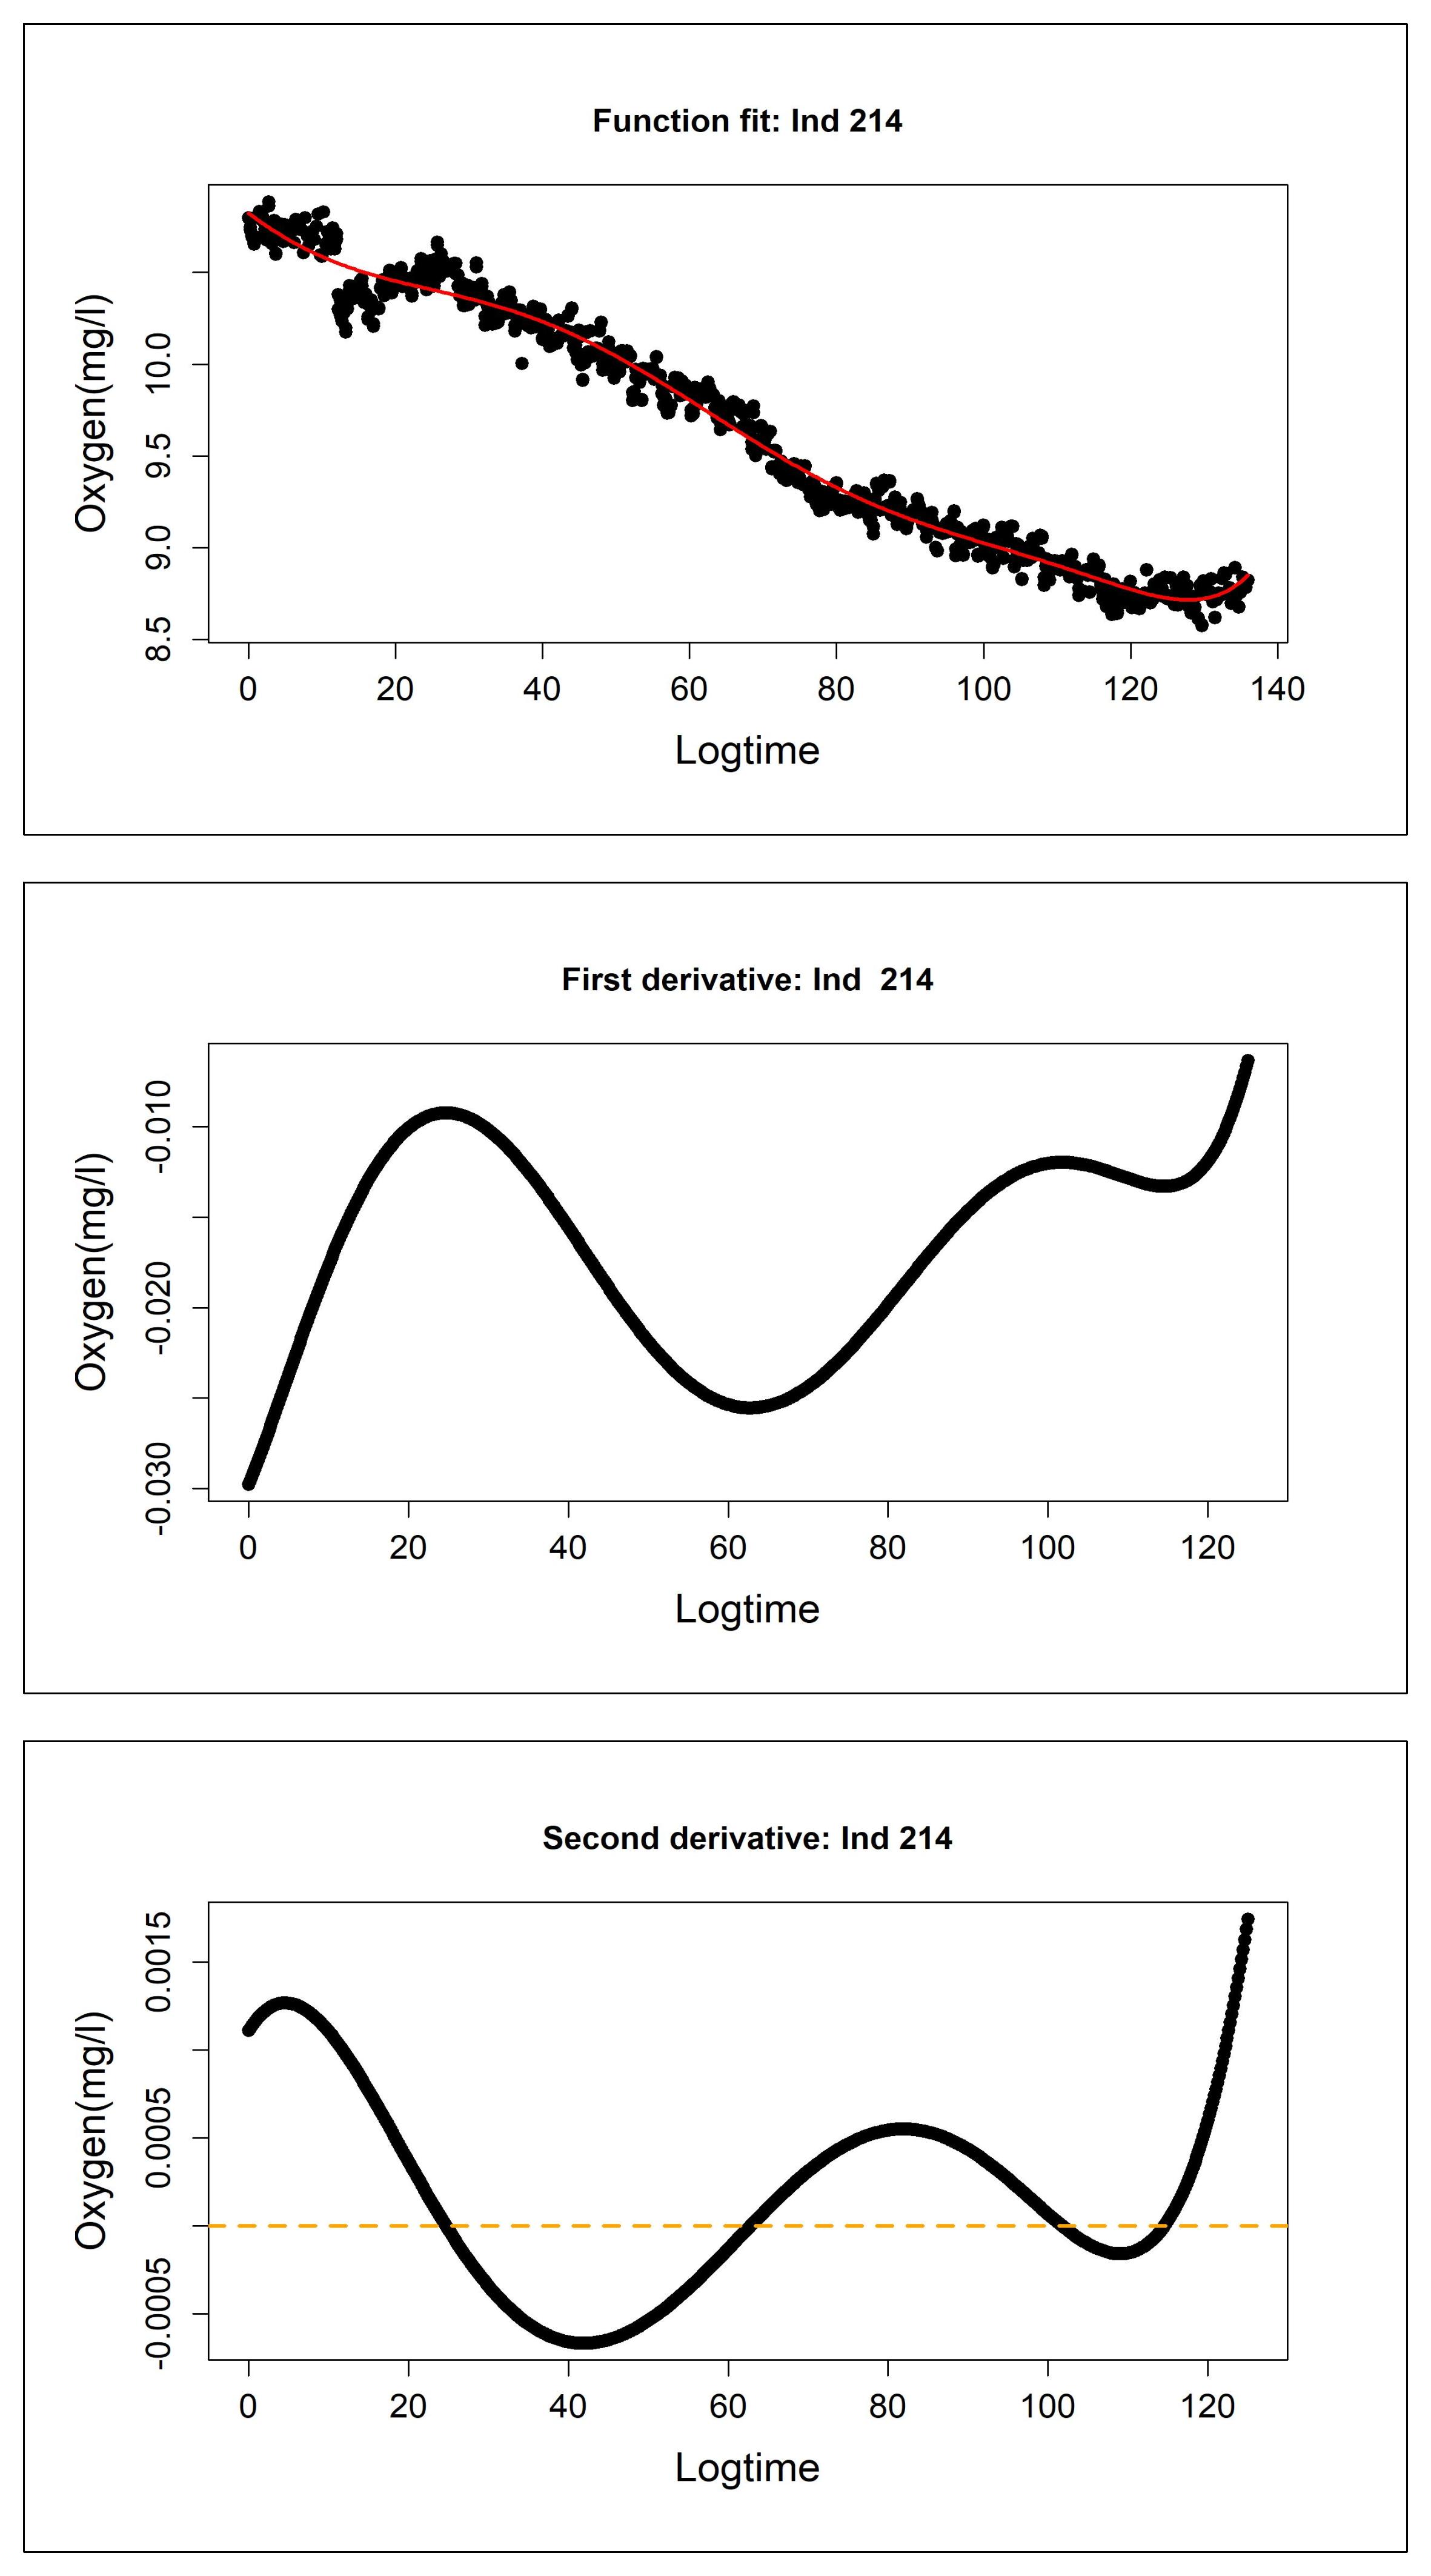 Function fit: Ind 214
Oxygen(mg/l)
10.0
9.5
9.0
8.5
0 20 40 60 80 100 120 140
Logtime
First derivative: Ind  214
Oxygen(mg/l)
-0.010
-0.020
-0.030
0 20 40 60 80 100 120
Logtime
Second derivative: Ind 214
Oxygen(mg/l)
0.0015
0.0005
-0.0005
0 20 40 60 80 100 120
Logtime